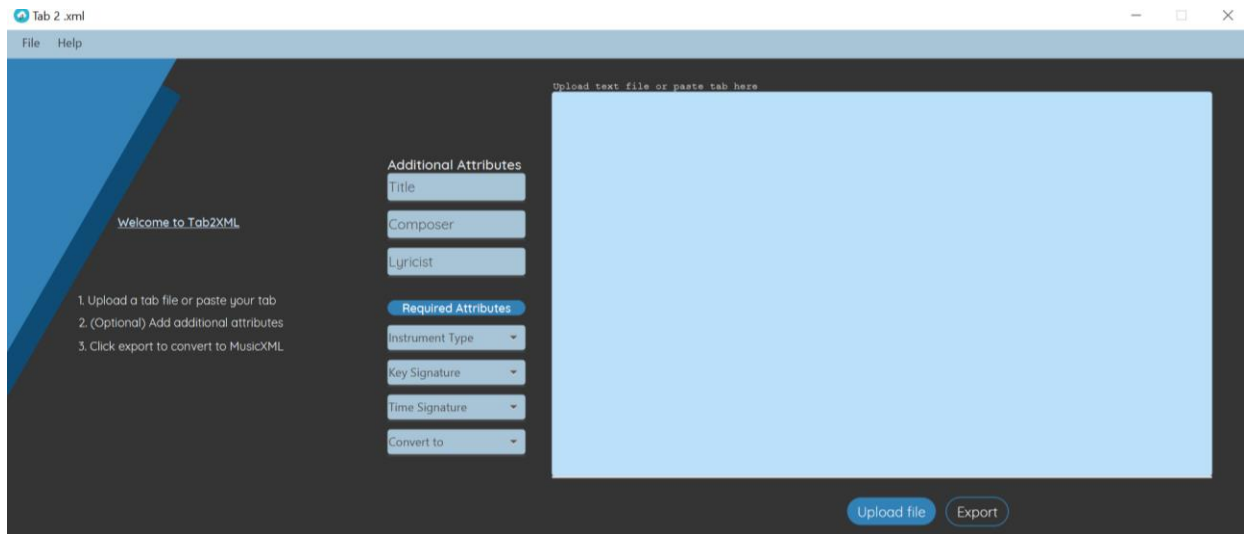 Tab 2 .xml
File Help
Upload text file or paste tab here
Additional Attributes
Title
Composer
Lyricist
Welcome to Tab2XML
1. Upload a tab file or paste your tab
2. (Optional) Add additional attributes
3. Click export to convert to MusicXML
Required Attributes
Instrument Type
Key Signature
Time Signature
Convert to
Upload file
Export